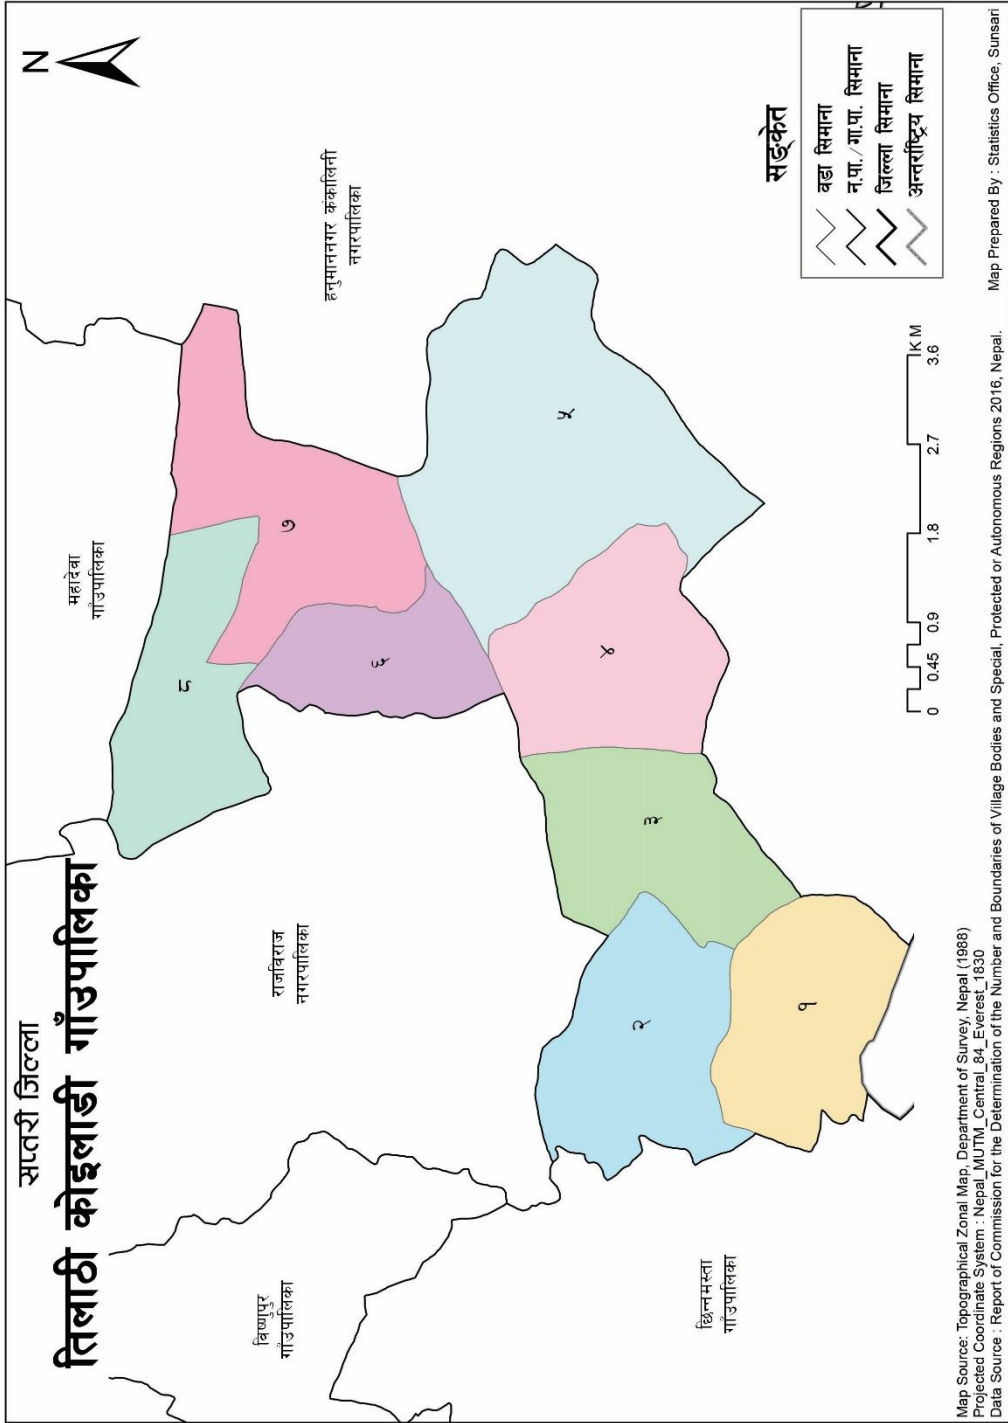 सप्तरी जिल्ला
तिलाठी कोइलाडी गाँउपालिका
N
महादेवा
गाँउपालिका
हनुमाननगर कंकालिनी
नगरपालिका
राजविराज
नगरपालिका
विष्णुपुर
गाँउपालिका
छिन्नमस्ता
गाँउपालिका
८
७
६
५
४
३
२
१
सङ्केत
वडा सिमाना
न.पा./गा.पा. सिमाना
जिल्ला सिमाना
अन्तर्राष्ट्रिय सिमाना
0 0.45 0.9 1.8 2.7 3.6
KM
Map Source: Topographical Zonal Map, Department of Survey, Nepal (1988)
Projected Coordinate System : Nepal_MUTM_Central_84_Everest_1830
Data Source : Report of Commission for the Determination of the Number and Boundaries of Village Bodies and Special, Protected or Autonomous Regions 2016, Nepal.
Map Prepared By : Statistics Office, Sunsari